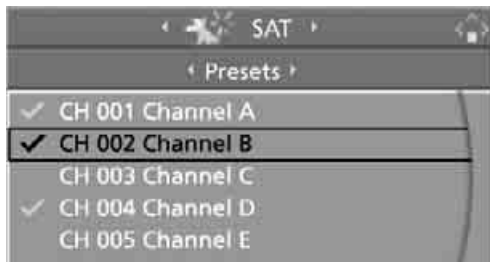 SAT
Presets
CH 001 Channel A
CH 002 Channel B
CH 003 Channel C
CH 004 Channel D
CH 005 Channel E